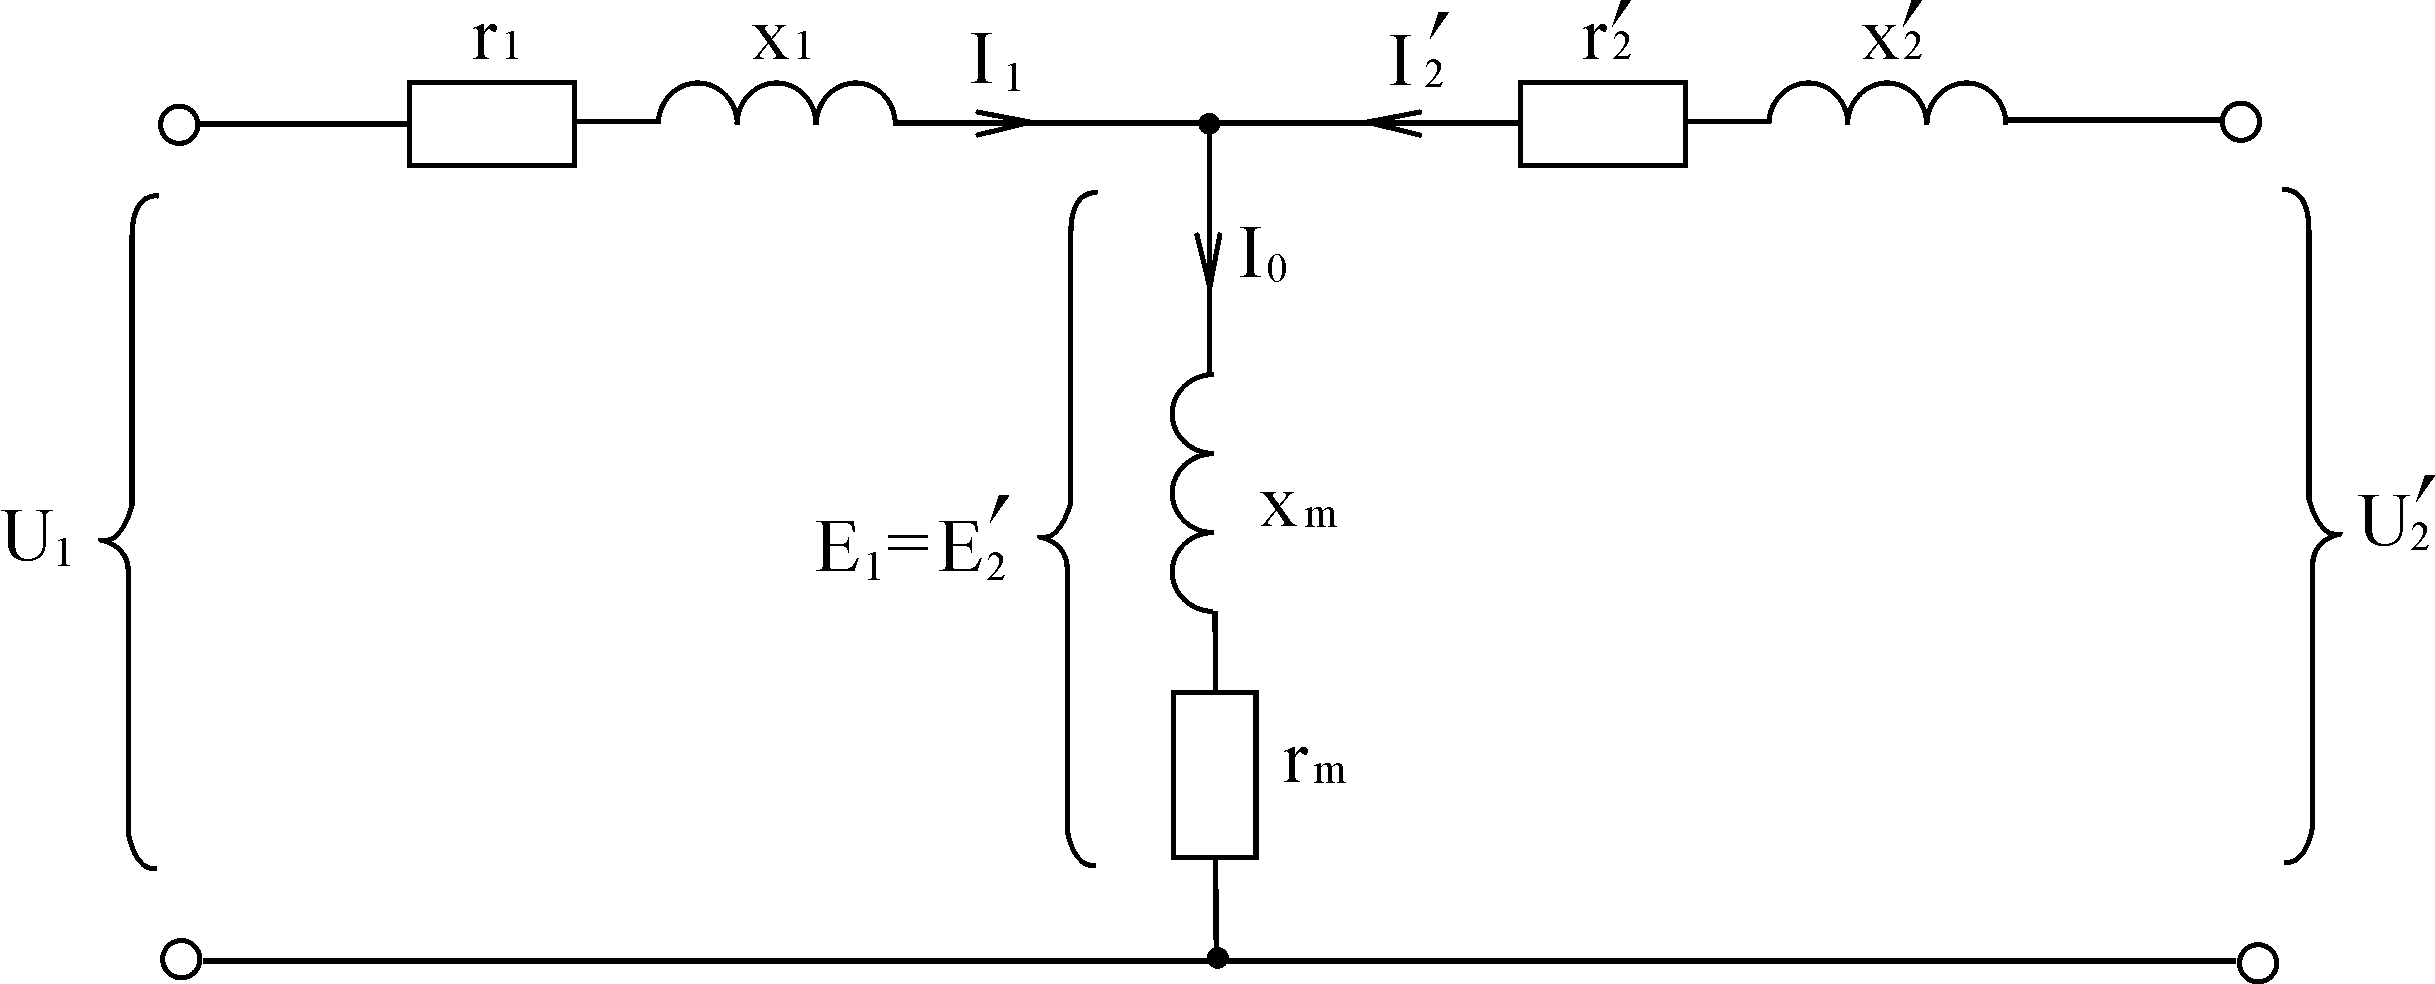 r₁ x₁ I₁ I₂′ r₂′ x₂′
I₀
U₁ E₁=E₂′ xₘ U₂′
rₘ